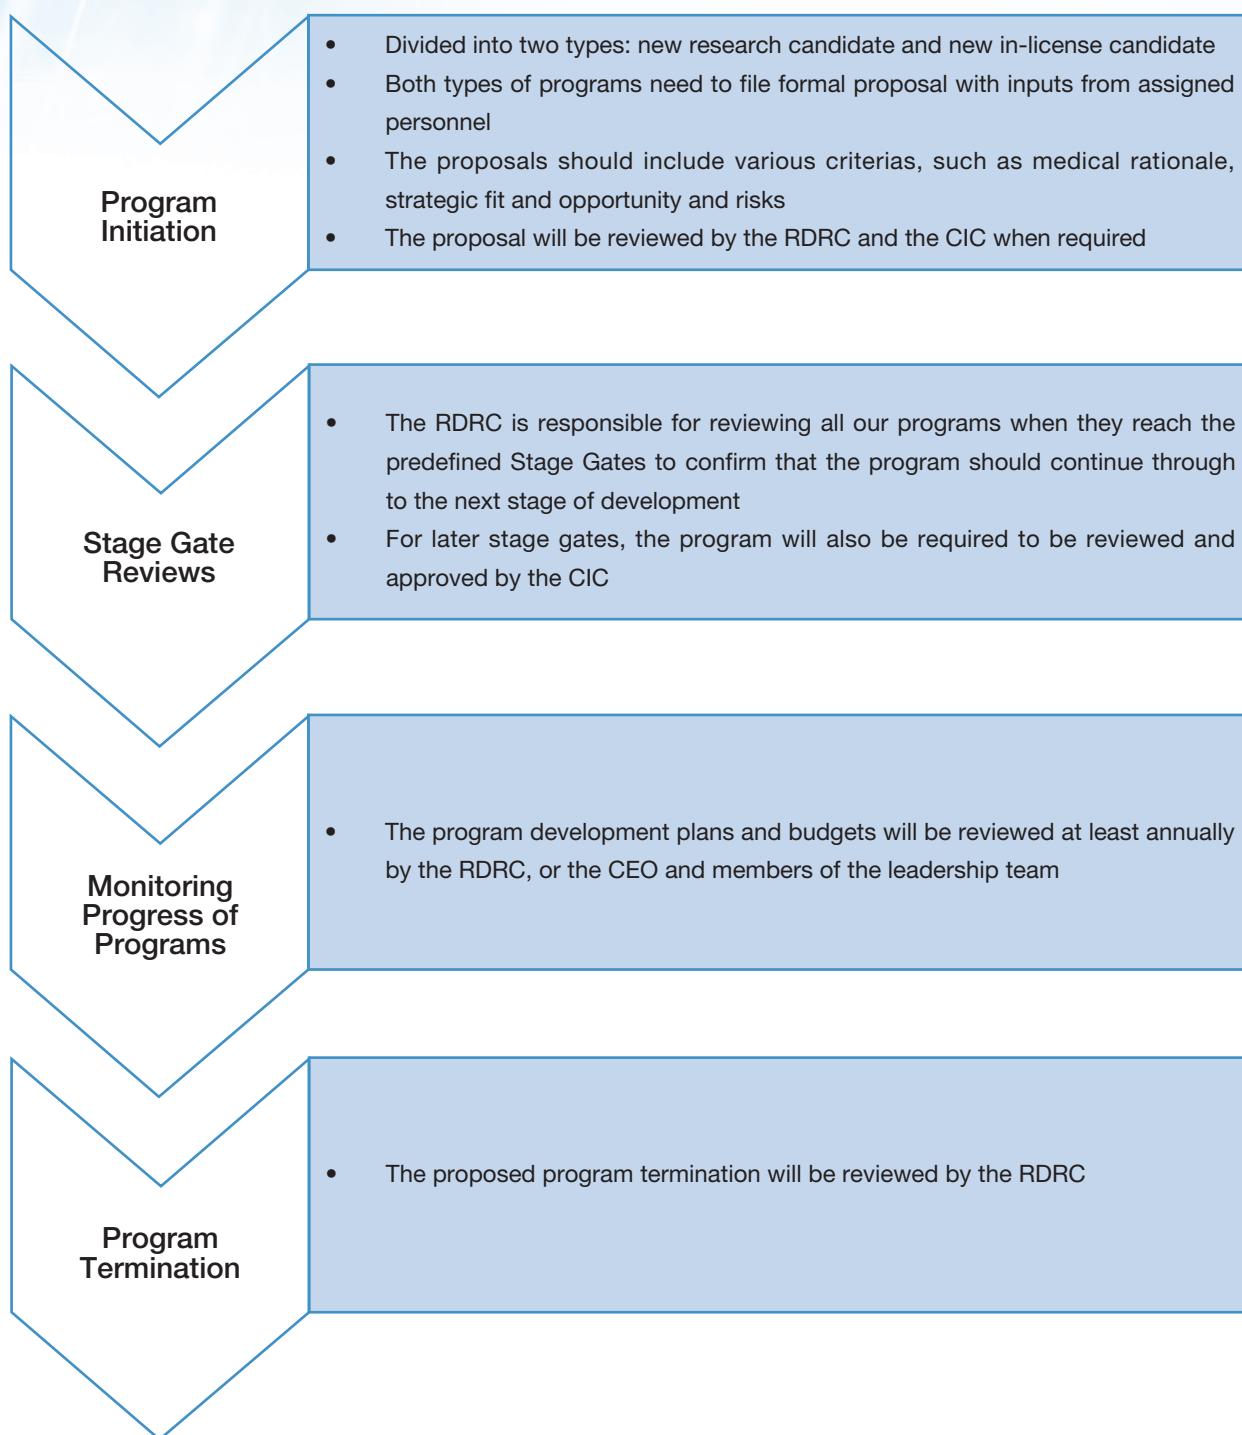 Program
Initiation
• Divided into two types: new research candidate and new in-license candidate
• Both types of programs need to file formal proposal with inputs from assigned
personnel
• The proposals should include various criterias, such as medical rationale,
strategic fit and opportunity and risks
• The proposal will be reviewed by the RDRC and the CIC when required
Stage Gate
Reviews
• The RDRC is responsible for reviewing all our programs when they reach the
predefined Stage Gates to confirm that the program should continue through
to the next stage of development
• For later stage gates, the program will also be required to be reviewed and
approved by the CIC
Monitoring
Progress of
Programs
• The program development plans and budgets will be reviewed at least annually
by the RDRC, or the CEO and members of the leadership team
Program
Termination
• The proposed program termination will be reviewed by the RDRC